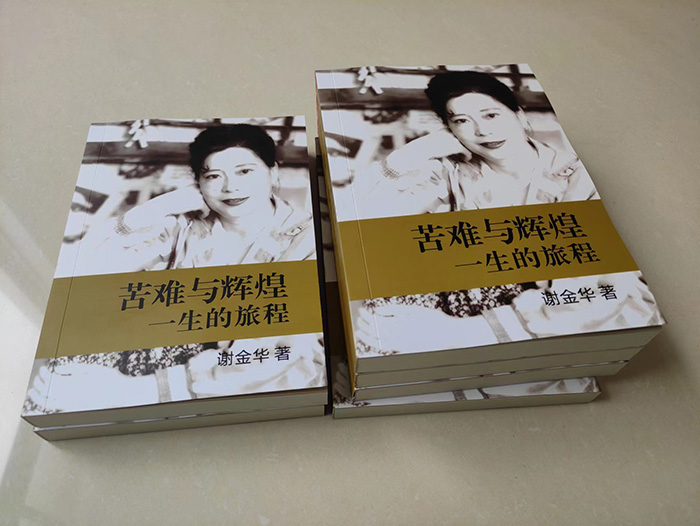 苦难与辉煌
一生的旅程
谢金华 著
苦难与辉煌
一生的旅程
谢金华 著